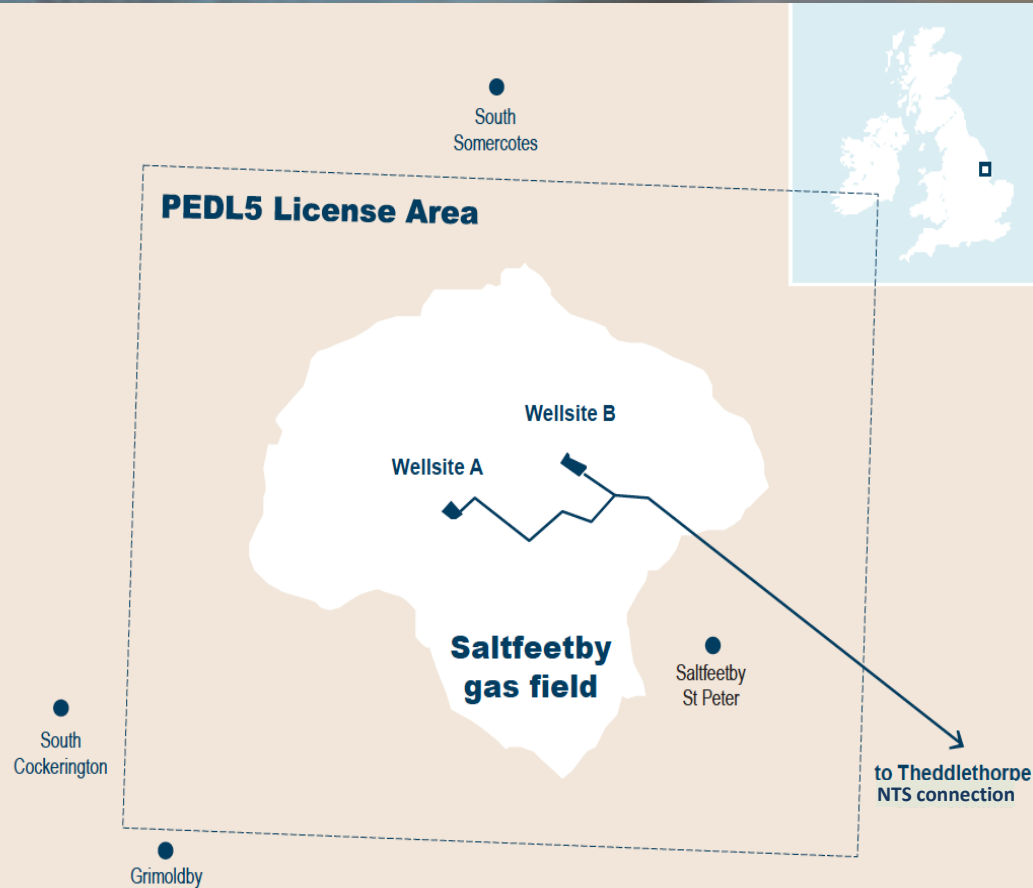 South
Somercotes
PEDL5 License Area
Wellsite B
Wellsite A
Saltfeetby
gas field
Saltfeetby
St Peter
South
Cockerington
to Theddlethorpe
NTS connection
Grimoldby